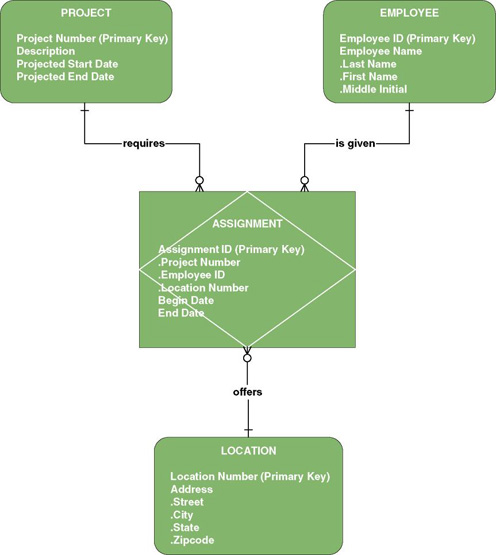 PROJECT
Project Number (Primary Key)
Description
Projected Start Date
Projected End Date
EMPLOYEE
Employee ID (Primary Key)
Employee Name
.Last Name
.First Name
.Middle Initial
requires
is given
ASSIGNMENT
Assignment ID (Primary Key)
.Project Number
.Employee ID
.Location Number
Begin Date
End Date
offers
LOCATION
Location Number (Primary Key)
Address
.Street
.City
.State
.Zipcode